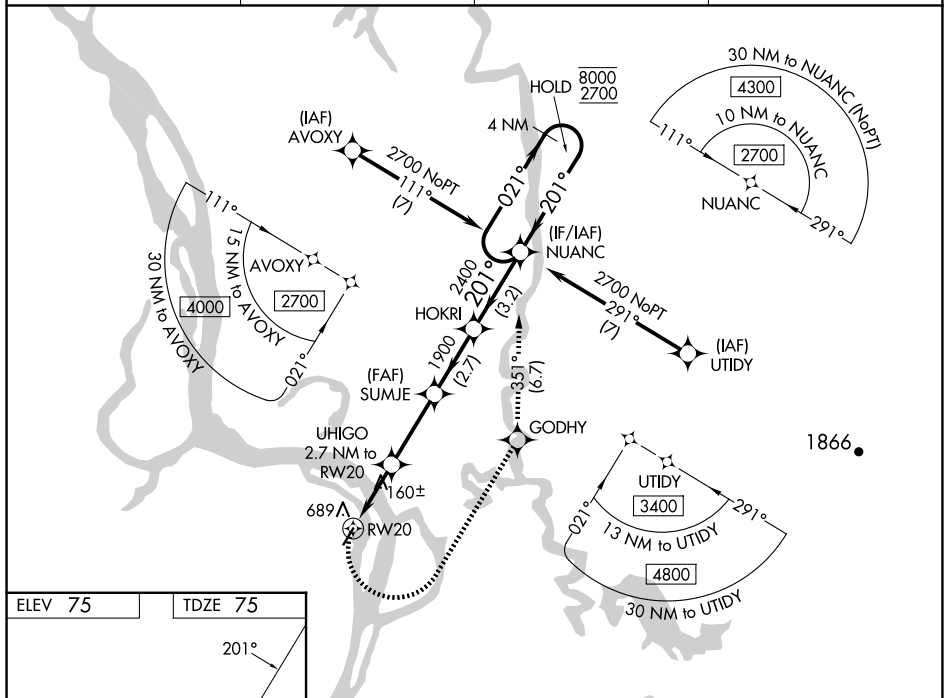 HOLD 8000
2700
4 NM
(IAF)
AVOXY
2700 NoPT
111°
(7)
021°
201°
30 NM to NUANC (NoPT)
4300
10 NM to NUANC
2700
111°
NUANC
291°
(IF/IAF)
NUANC
111°
15 NM to AVOXY
AVOXY
30 NM to AVOXY
4000
2700
021°
2400
201°
(3.2)
HOKRI
2700 NoPT
291°
(7)
(IAF)
UTIDY
1900
(2.7)
(FAF)
SUMJE
351°
(6.7)
GODHY
UHIGO
2.7 NM to
RW20
160±
689
RW20
1866
UTIDY
3400
021°
291°
13 NM to UTIDY
4800
30 NM to UTIDY
ELEV 75
TDZE 75
201°